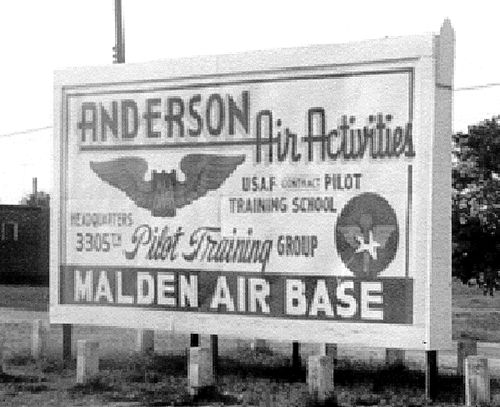 ANDERSON
Air Activities
USAF CONTRACT PILOT
TRAINING SCHOOL
HEADQUARTERS
3305TH Pilot Training GROUP
MALDEN AIR BASE